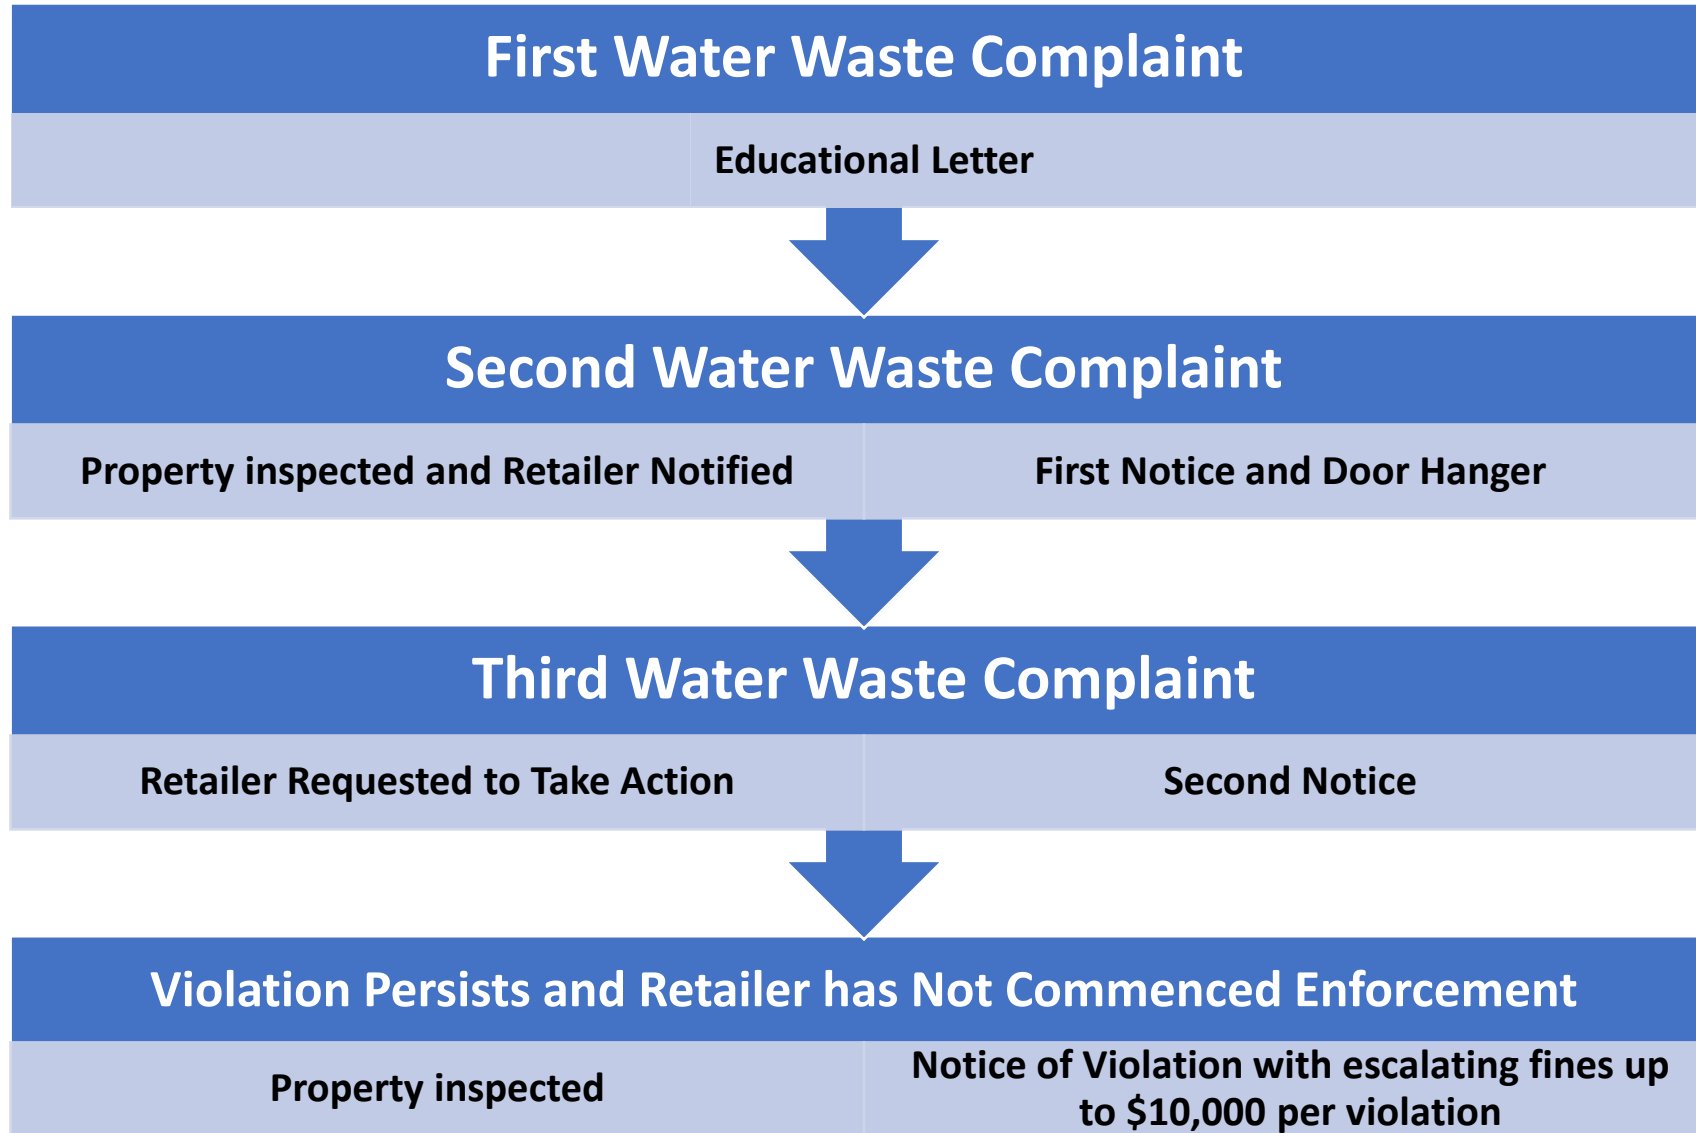 First Water Waste Complaint
Educational Letter
Second Water Waste Complaint
Property inspected and Retailer Notified
First Notice and Door Hanger
Third Water Waste Complaint
Retailer Requested to Take Action
Second Notice
Violation Persists and Retailer has Not Commenced Enforcement
Property inspected
Notice of Violation with escalating fines up
to $10,000 per violation